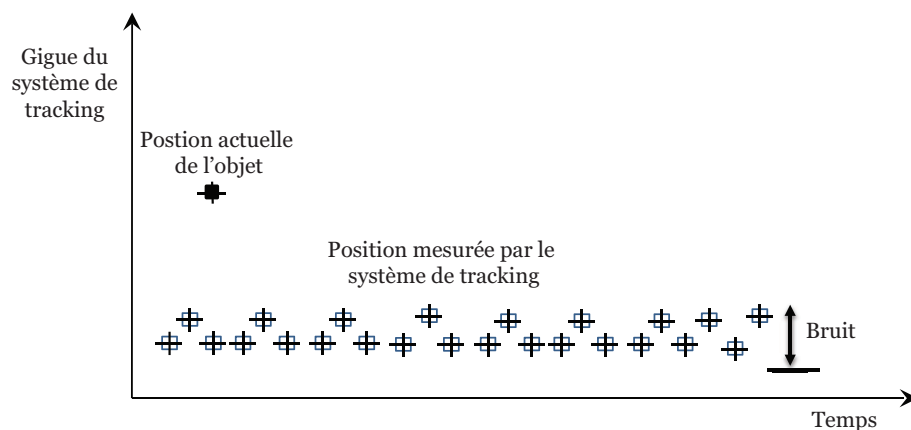 Gigue du
système de
tracking
Postion actuelle
de l'objet
Position mesurée par le
système de tracking
Bruit
Temps